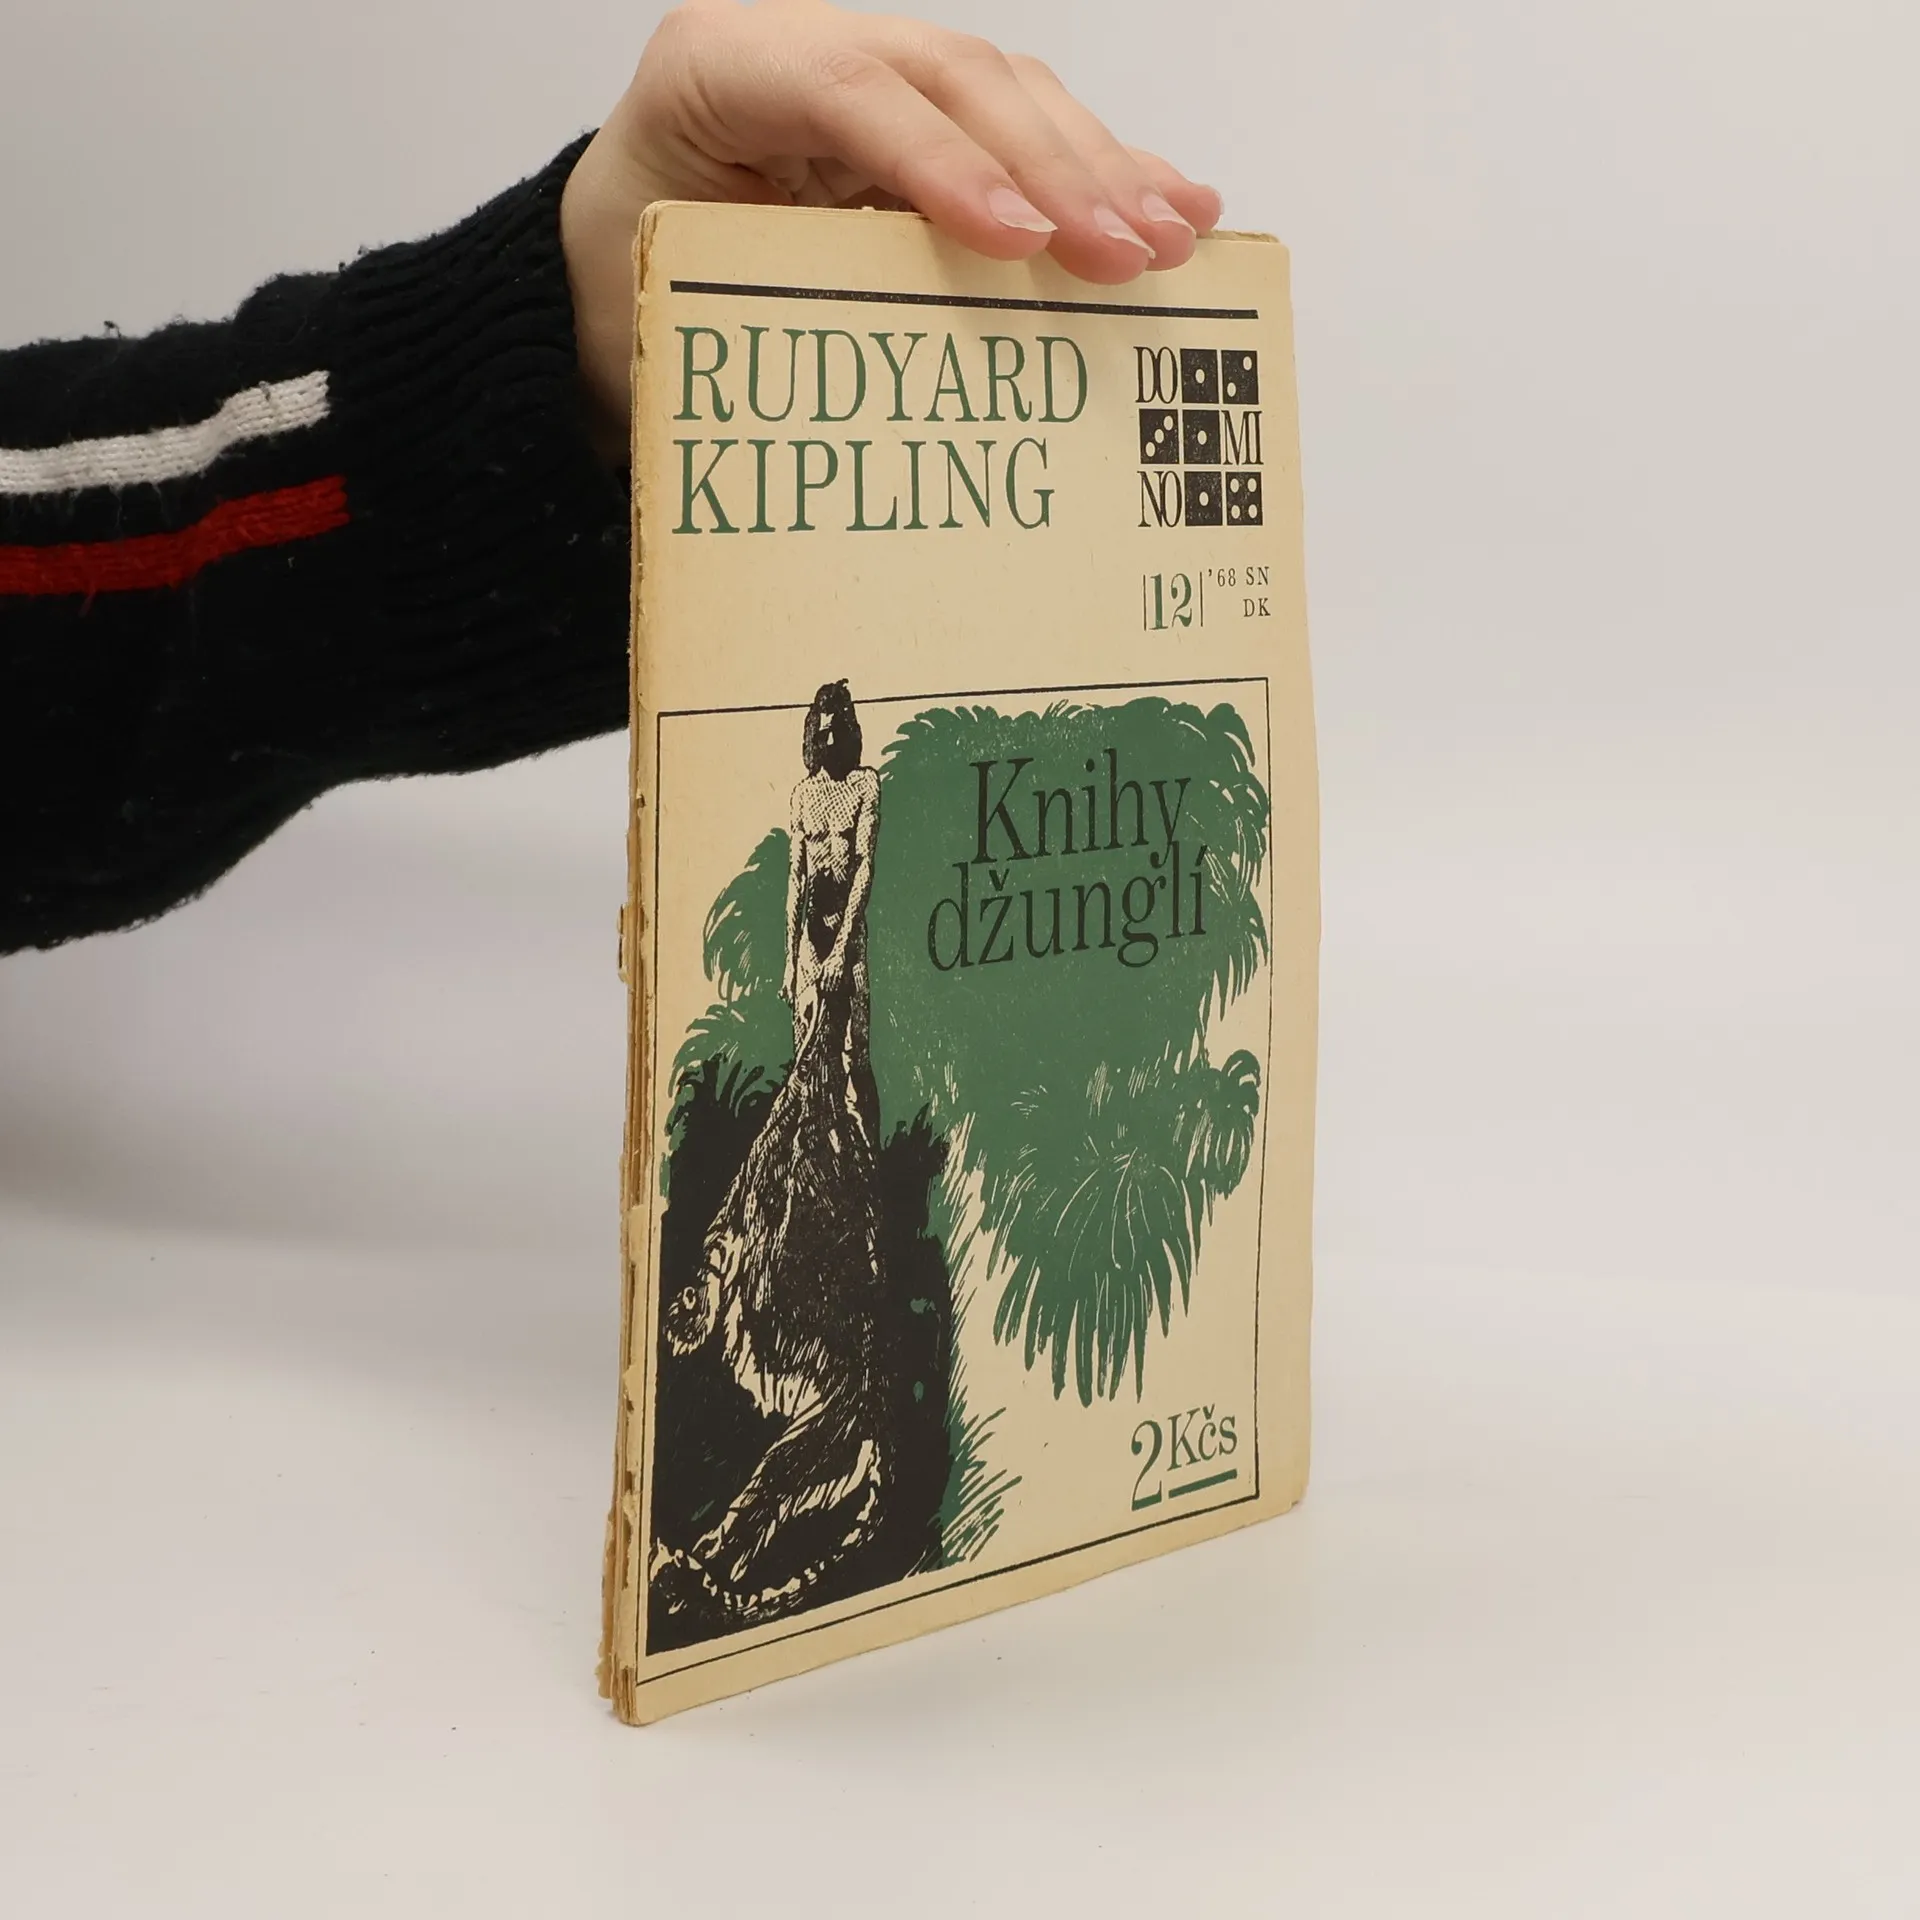 RUDYARD
KIPLING
DO
MI
NO
|12| '68 SN
DK
Knihy
džunglí
2 Kčs